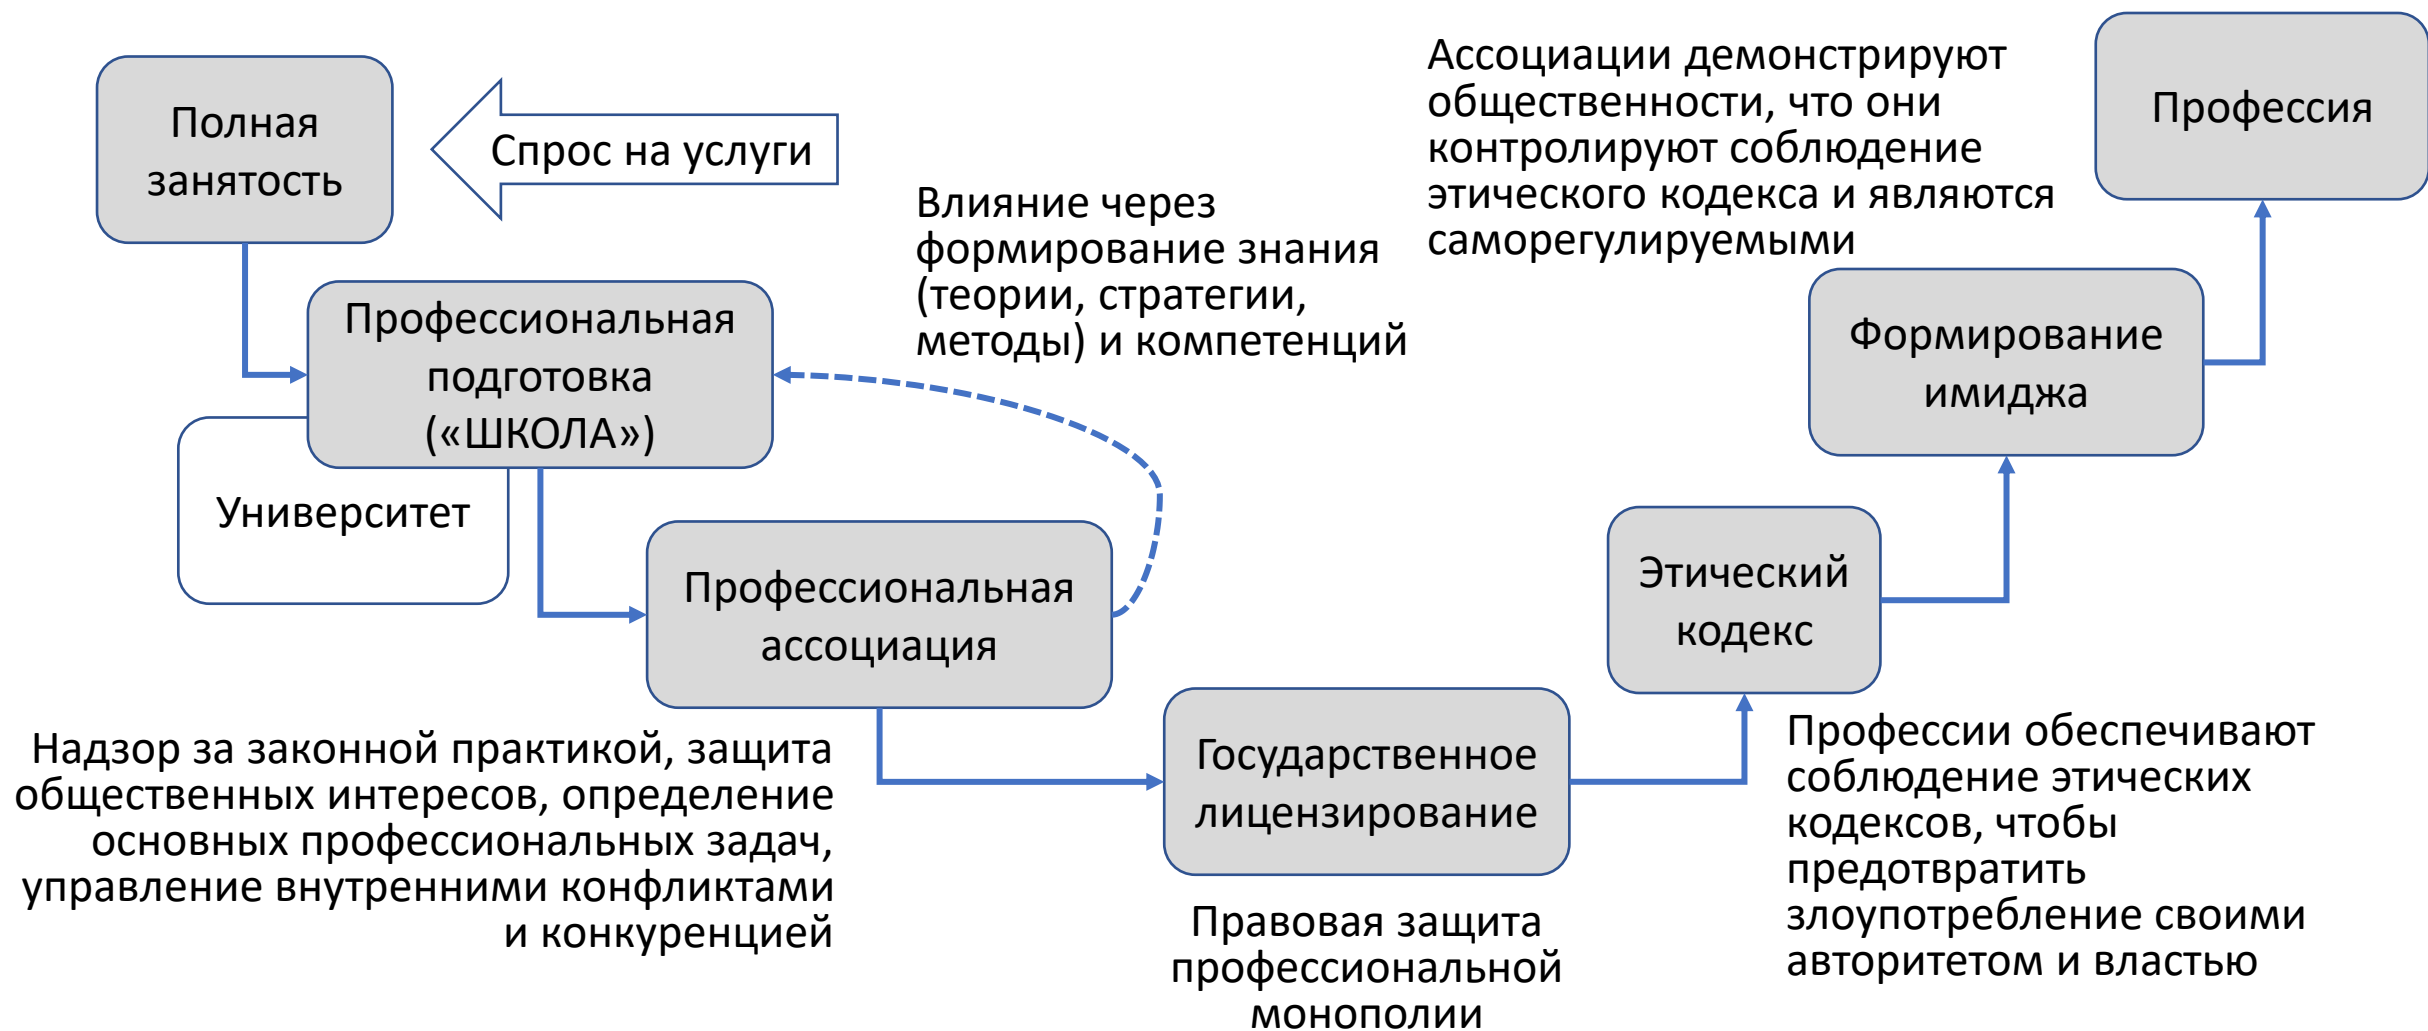 Полная
занятость
Спрос на услуги
Профессиональная
подготовка
(«ШКОЛА»)
Университет
Влияние через
формирование знания
(теории, стратегии,
методы) и компетенций
Профессиональная
ассоциация
Надзор за законной практикой, защита
общественных интересов, определение
основных профессиональных задач,
управление внутренними конфликтами
и конкуренцией
Государственное
лицензирование
Правовая защита
профессиональной
монополии
Этический
кодекс
Профессии обеспечивают
соблюдение этических
кодексов, чтобы
предотвратить
злоупотребление своими
авторитетом и властью
Формирование
имиджа
Ассоциации демонстрируют
общественности, что они
контролируют соблюдение
этического кодекса и являются
саморегулируемыми
Профессия